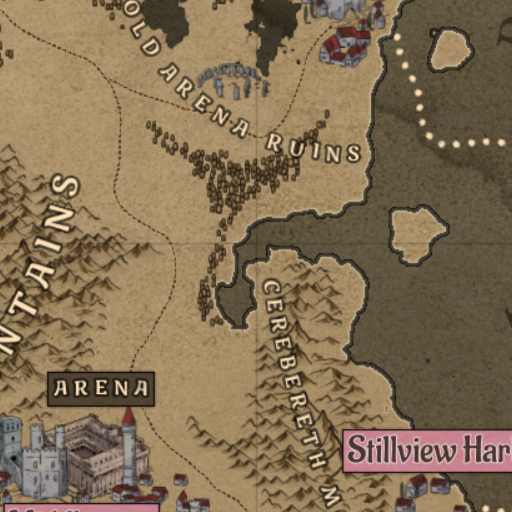 OLD ARENA RUINS
NTAINS
CEREBERETH M
ARENA
Stillview Har